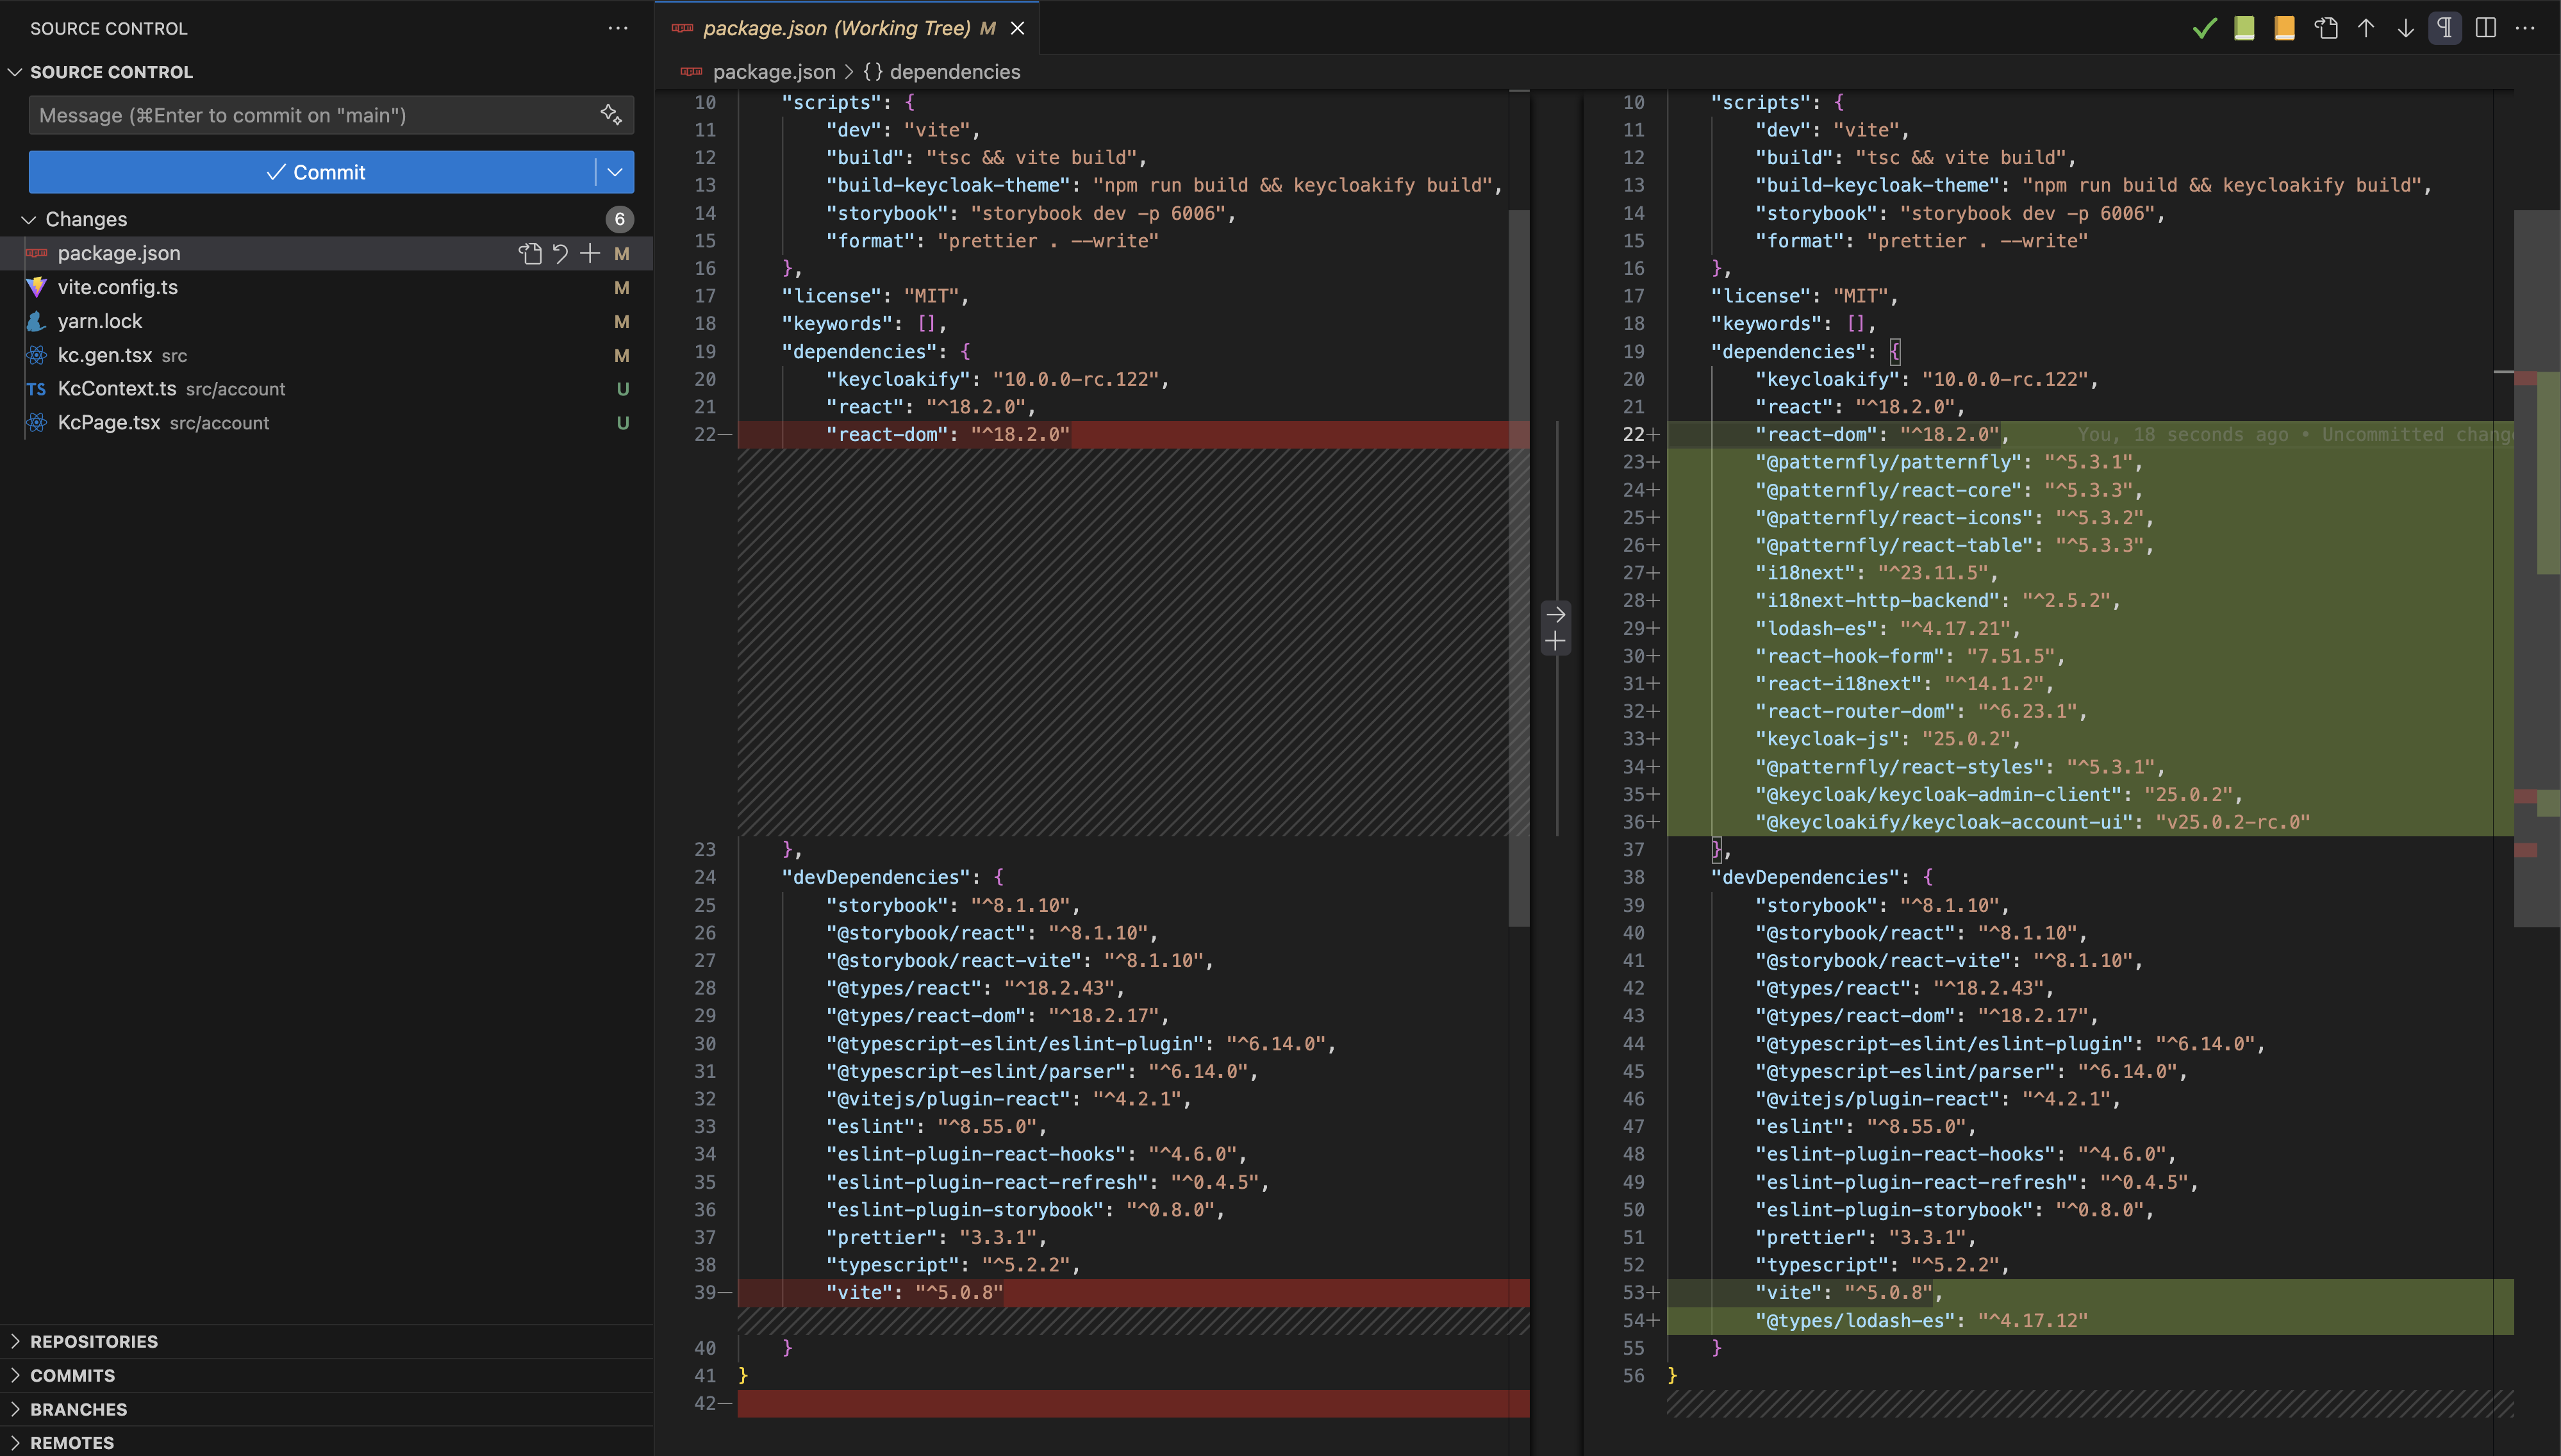 SOURCE CONTROL
SOURCE CONTROL
Message (⌘Enter to commit on "main")
Commit
Changes 6
package.json M
vite.config.ts M
yarn.lock M
kc.gen.tsx src M
TS KcContext.ts src/account U
KcPage.tsx src/account U
REPOSITORIES
COMMITS
BRANCHES
REMOTES
package.json (Working Tree) M
package.json > {} dependencies
10 "scripts": {
11 "dev": "vite",
12 "build": "tsc && vite build",
13 "build-keycloak-theme": "npm run build && keycloakify build",
14 "storybook": "storybook dev -p 6006",
15 "format": "prettier . --write"
16 },
17 "license": "MIT",
18 "keywords": [],
19 "dependencies": {
20 "keycloakify": "10.0.0-rc.122",
21 "react": "^18.2.0",
22— "react-dom": "^18.2.0"
23 },
24 "devDependencies": {
25 "storybook": "^8.1.10",
26 "@storybook/react": "^8.1.10",
27 "@storybook/react-vite": "^8.1.10",
28 "@types/react": "^18.2.43",
29 "@types/react-dom": "^18.2.17",
30 "@typescript-eslint/eslint-plugin": "^6.14.0",
31 "@typescript-eslint/parser": "^6.14.0",
32 "@vitejs/plugin-react": "^4.2.1",
33 "eslint": "^8.55.0",
34 "eslint-plugin-react-hooks": "^4.6.0",
35 "eslint-plugin-react-refresh": "^0.4.5",
36 "eslint-plugin-storybook": "^0.8.0",
37 "prettier": "3.3.1",
38 "typescript": "^5.2.2",
39— "vite": "^5.0.8"
40 }
41 }
42—
10 "scripts": {
11 "dev": "vite",
12 "build": "tsc && vite build",
13 "build-keycloak-theme": "npm run build && keycloakify build",
14 "storybook": "storybook dev -p 6006",
15 "format": "prettier . --write"
16 },
17 "license": "MIT",
18 "keywords": [],
19 "dependencies": {
20 "keycloakify": "10.0.0-rc.122",
21 "react": "^18.2.0",
22+ "react-dom": "^18.2.0", You, 18 seconds ago • Uncommitted chang
23+ "@patternfly/patternfly": "^5.3.1",
24+ "@patternfly/react-core": "^5.3.3",
25+ "@patternfly/react-icons": "^5.3.2",
26+ "@patternfly/react-table": "^5.3.3",
27+ "i18next": "^23.11.5",
28+ "i18next-http-backend": "^2.5.2",
29+ "lodash-es": "^4.17.21",
30+ "react-hook-form": "7.51.5",
31+ "react-i18next": "^14.1.2",
32+ "react-router-dom": "^6.23.1",
33+ "keycloak-js": "25.0.2",
34+ "@patternfly/react-styles": "^5.3.1",
35+ "@keycloak/keycloak-admin-client": "25.0.2",
36+ "@keycloakify/keycloak-account-ui": "v25.0.2-rc.0"
37 },
38 "devDependencies": {
39 "storybook": "^8.1.10",
40 "@storybook/react": "^8.1.10",
41 "@storybook/react-vite": "^8.1.10",
42 "@types/react": "^18.2.43",
43 "@types/react-dom": "^18.2.17",
44 "@typescript-eslint/eslint-plugin": "^6.14.0",
45 "@typescript-eslint/parser": "^6.14.0",
46 "@vitejs/plugin-react": "^4.2.1",
47 "eslint": "^8.55.0",
48 "eslint-plugin-react-hooks": "^4.6.0",
49 "eslint-plugin-react-refresh": "^0.4.5",
50 "eslint-plugin-storybook": "^0.8.0",
51 "prettier": "3.3.1",
52 "typescript": "^5.2.2",
53+ "vite": "^5.0.8",
54+ "@types/lodash-es": "^4.17.12"
55 }
56 }